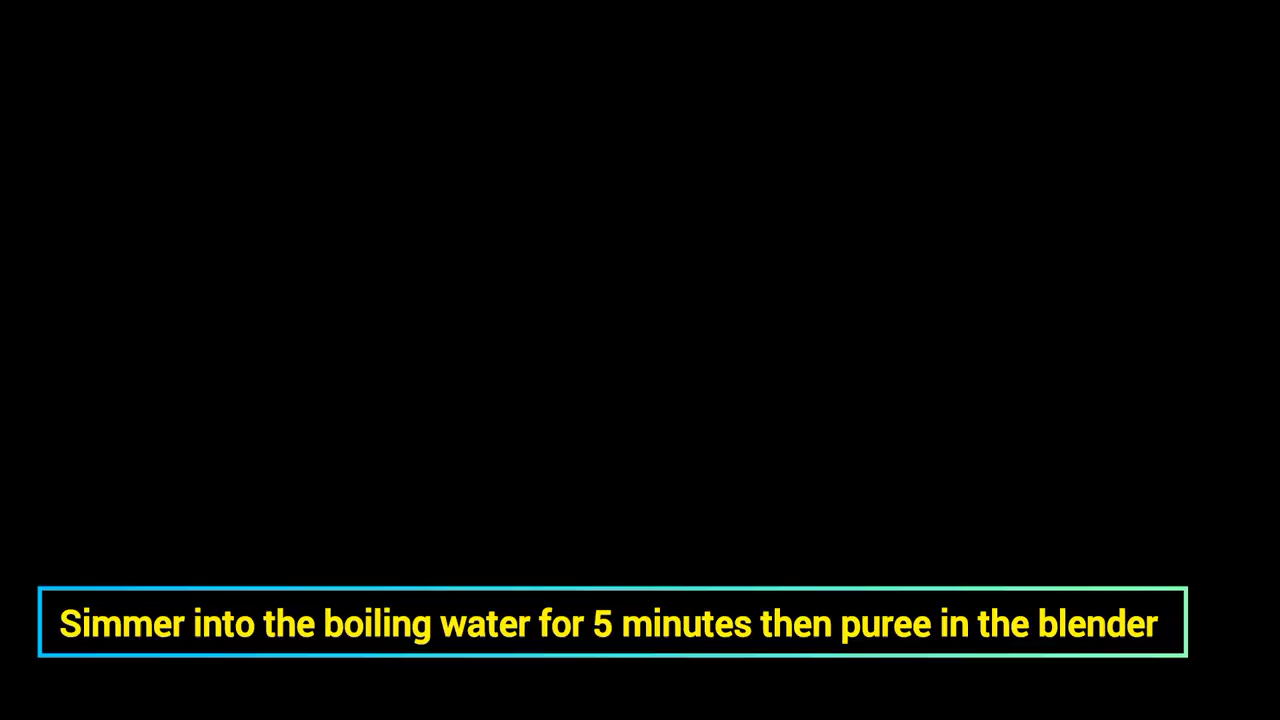 Simmer into the boiling water for 5 minutes then puree in the blender